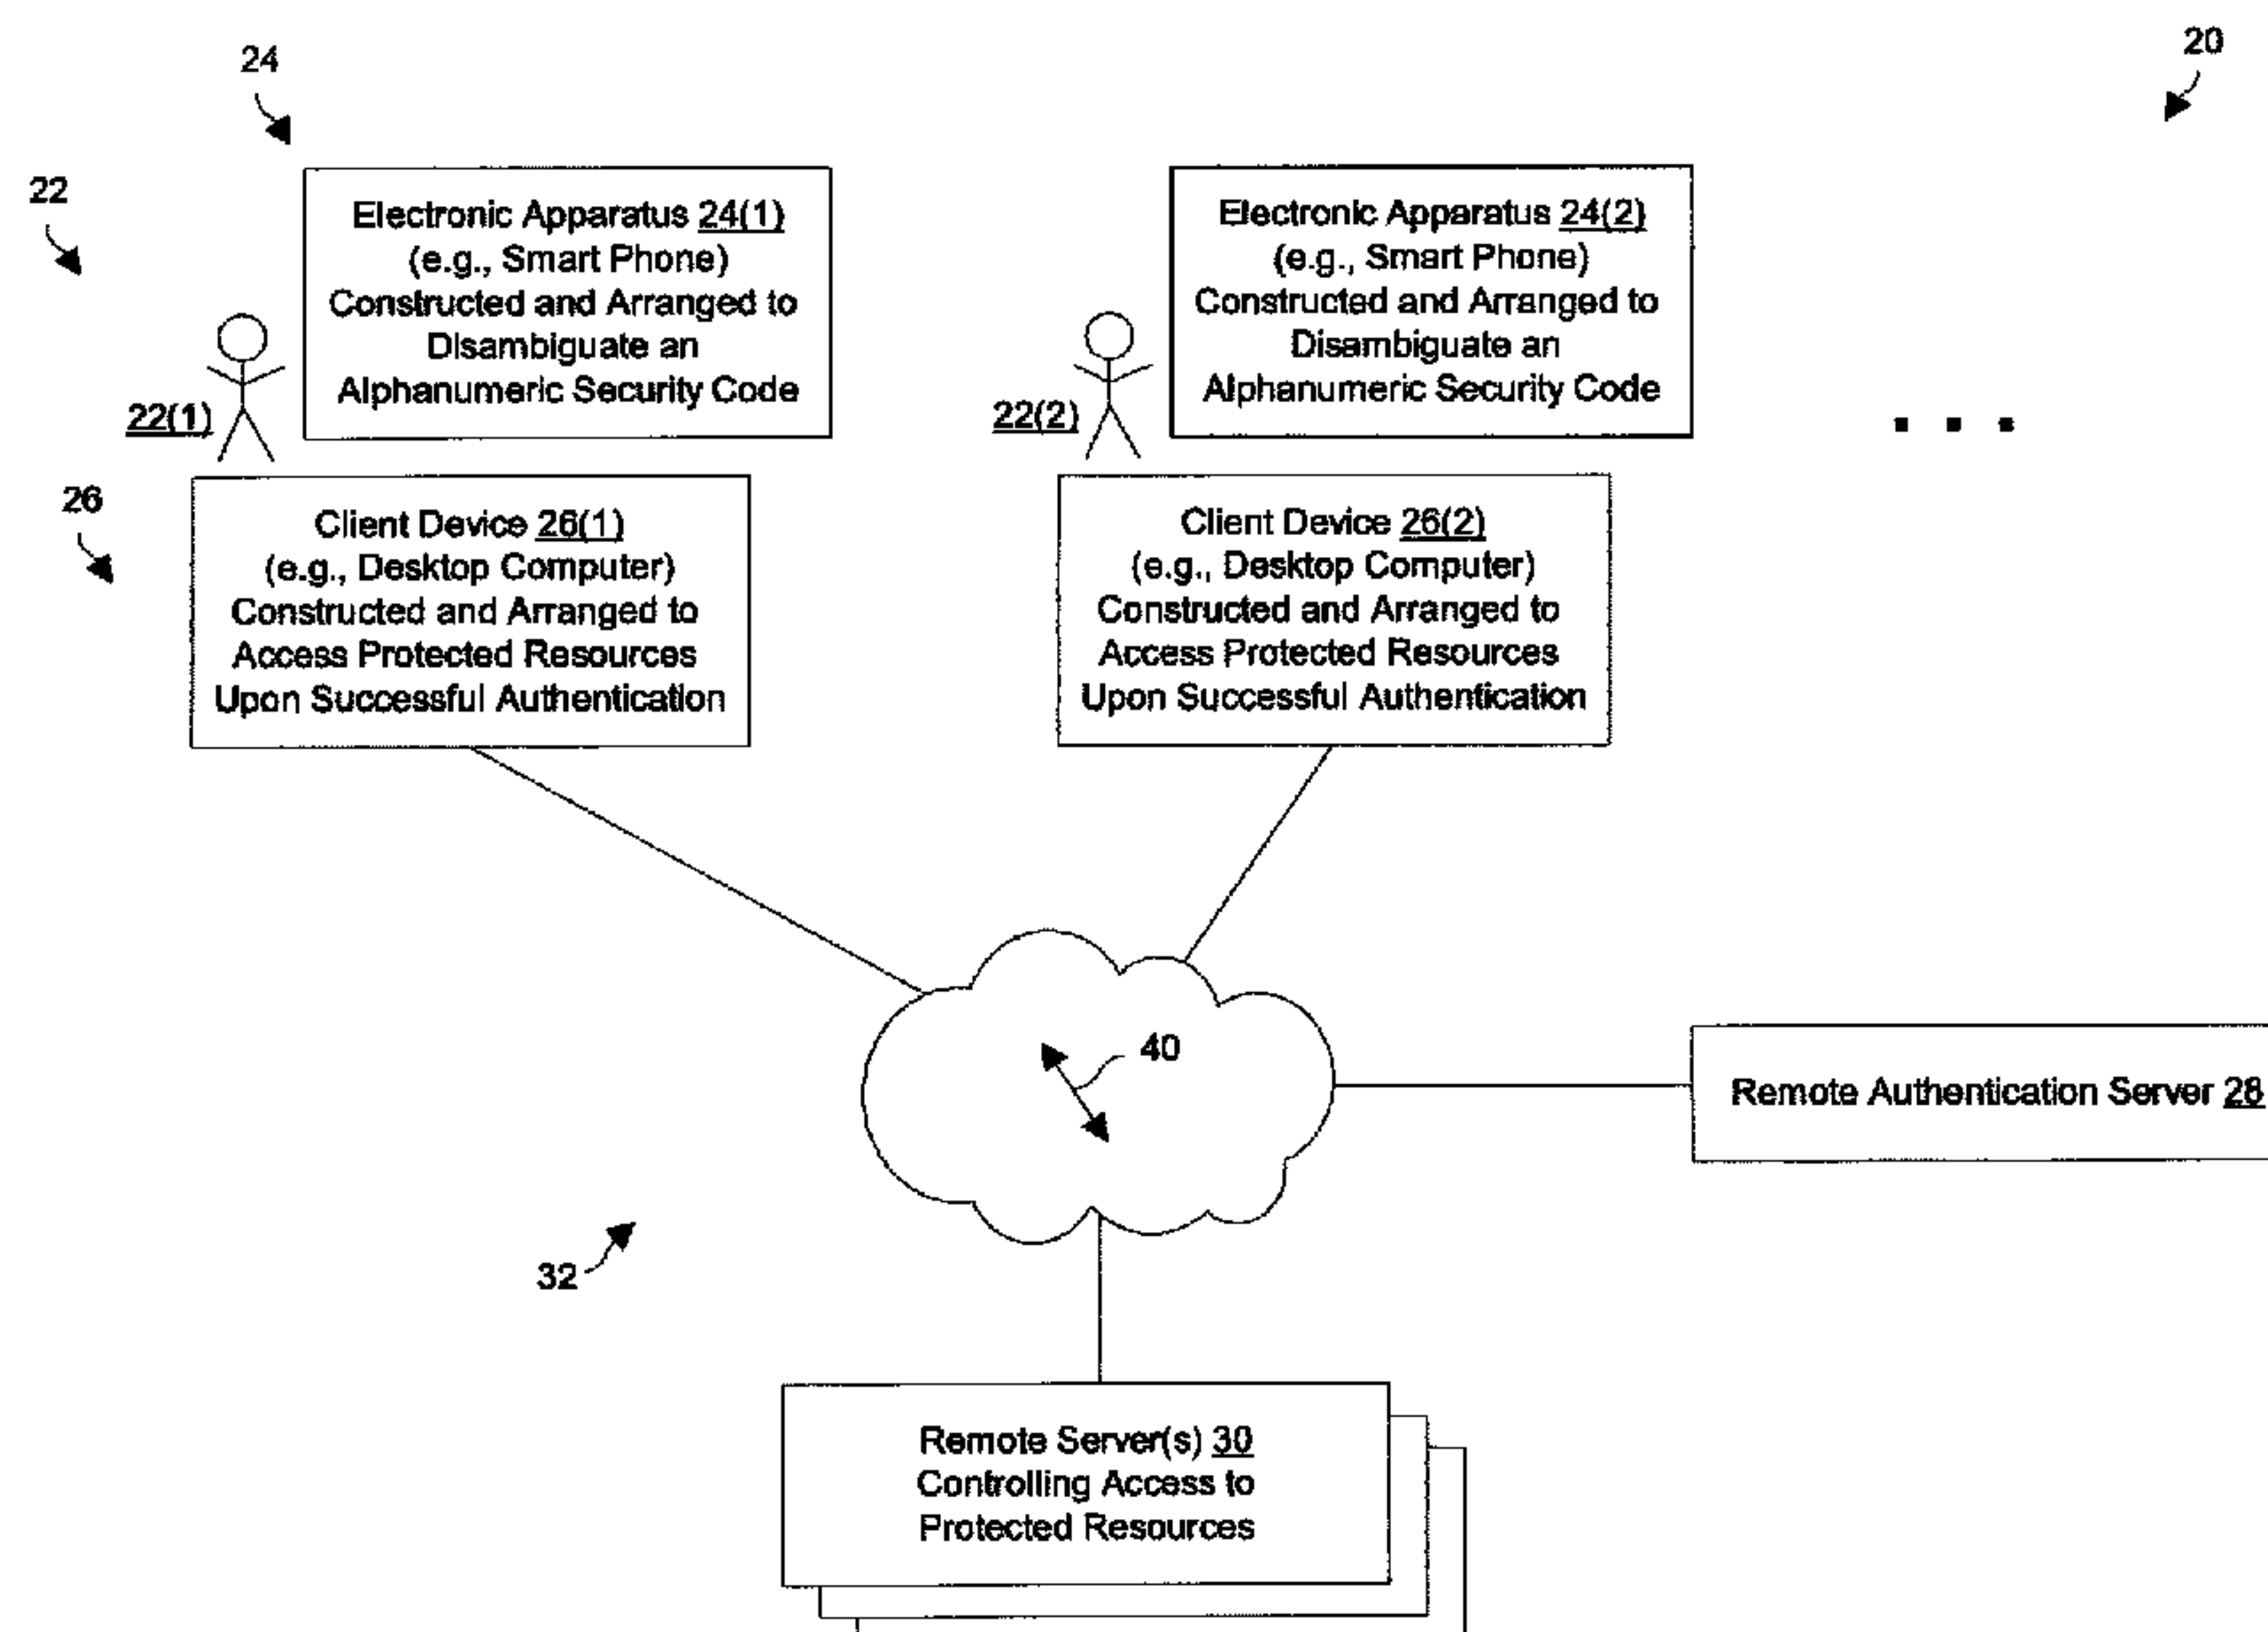 24
20
22
Electronic Apparatus 24(1)
(e.g., Smart Phone)
Constructed and Arranged to
Disambiguate an
Alphanumeric Security Code
22(1)
Electronic Apparatus 24(2)
(e.g., Smart Phone)
Constructed and Arranged to
Disambiguate an
Alphanumeric Security Code
22(2)
. . .
26
Client Device 26(1)
(e.g., Desktop Computer)
Constructed and Arranged to
Access Protected Resources
Upon Successful Authentication
Client Device 26(2)
(e.g., Desktop Computer)
Constructed and Arranged to
Access Protected Resources
Upon Successful Authentication
40
Remote Authentication Server 28
32
Remote Server(s) 30
Controlling Access to
Protected Resources